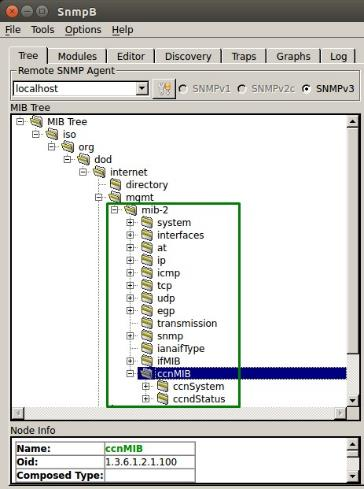 SnmpB
File Tools Options Help
Tree Modules Editor Discovery Traps Graphs Log
Remote SNMP Agent
localhost SNMPv1 SNMPv2c SNMPv3
MIB Tree
MIB Tree
iso
org
dod
internet
directory
mgmt
mib-2
system
interfaces
at
ip
icmp
tcp
udp
egp
transmission
snmp
ianaifType
ifMIB
ccnMIB
ccnSystem
ccndStatus
Node Info
Name: ccnMIB
Oid: 1.3.6.1.2.1.100
Composed Type: